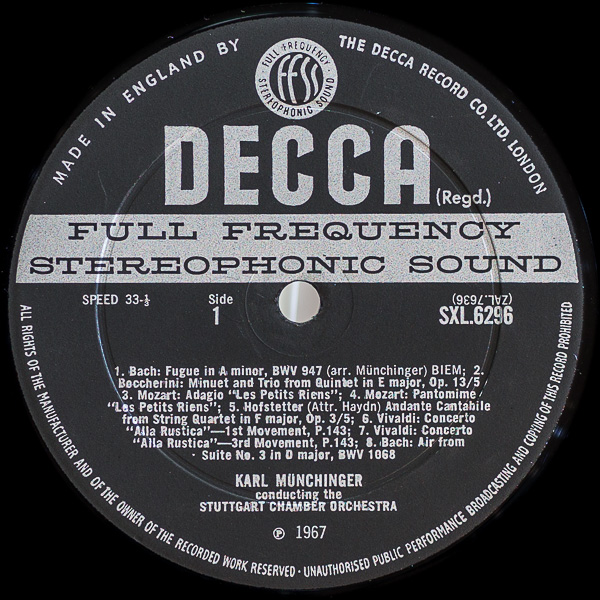 MADE IN ENGLAND BY
THE DECCA RECORD CO. LTD. LONDON
· FULL FREQUENCY ·
FFSS
STEREOPHONIC SOUND
DECCA
(Regd.)
FULL FREQUENCY
STEREOPHONIC SOUND
SPEED 33-⅓
Side
1
(ZAL.7636)
SXL.6296
1. Bach: Fugue in A minor, BWV 947 (arr. Münchinger) BIEM; 2.
Boccherini: Minuet and Trio from Quintet in E major, Op. 13/5
3. Mozart: Adagio "Les Petits Riens"; 4. Mozart: Pantomime
"Les Petits Riens"; 5. Hofstetter (Attr. Haydn) Andante Cantabile
from String Quartet in F major, Op. 3/5; 6. Vivaldi: Concerto
"Alla Rustica"—1st Movement, P.143; 7. Vivaldi: Concerto
"Alla Rustica"—3rd Movement, P.143; 8. Bach: Air from
· Suite No. 3 in D major, BWV 1068
KARL MÜNCHINGER
conducting the
STUTTGART CHAMBER ORCHESTRA
℗ 1967
ALL RIGHTS OF THE MANUFACTURER AND OF THE OWNER OF THE RECORDED WORK RESERVED · UNAUTHORISED PUBLIC PERFORMANCE BROADCASTING AND COPYING OF THIS RECORD PROHIBITED